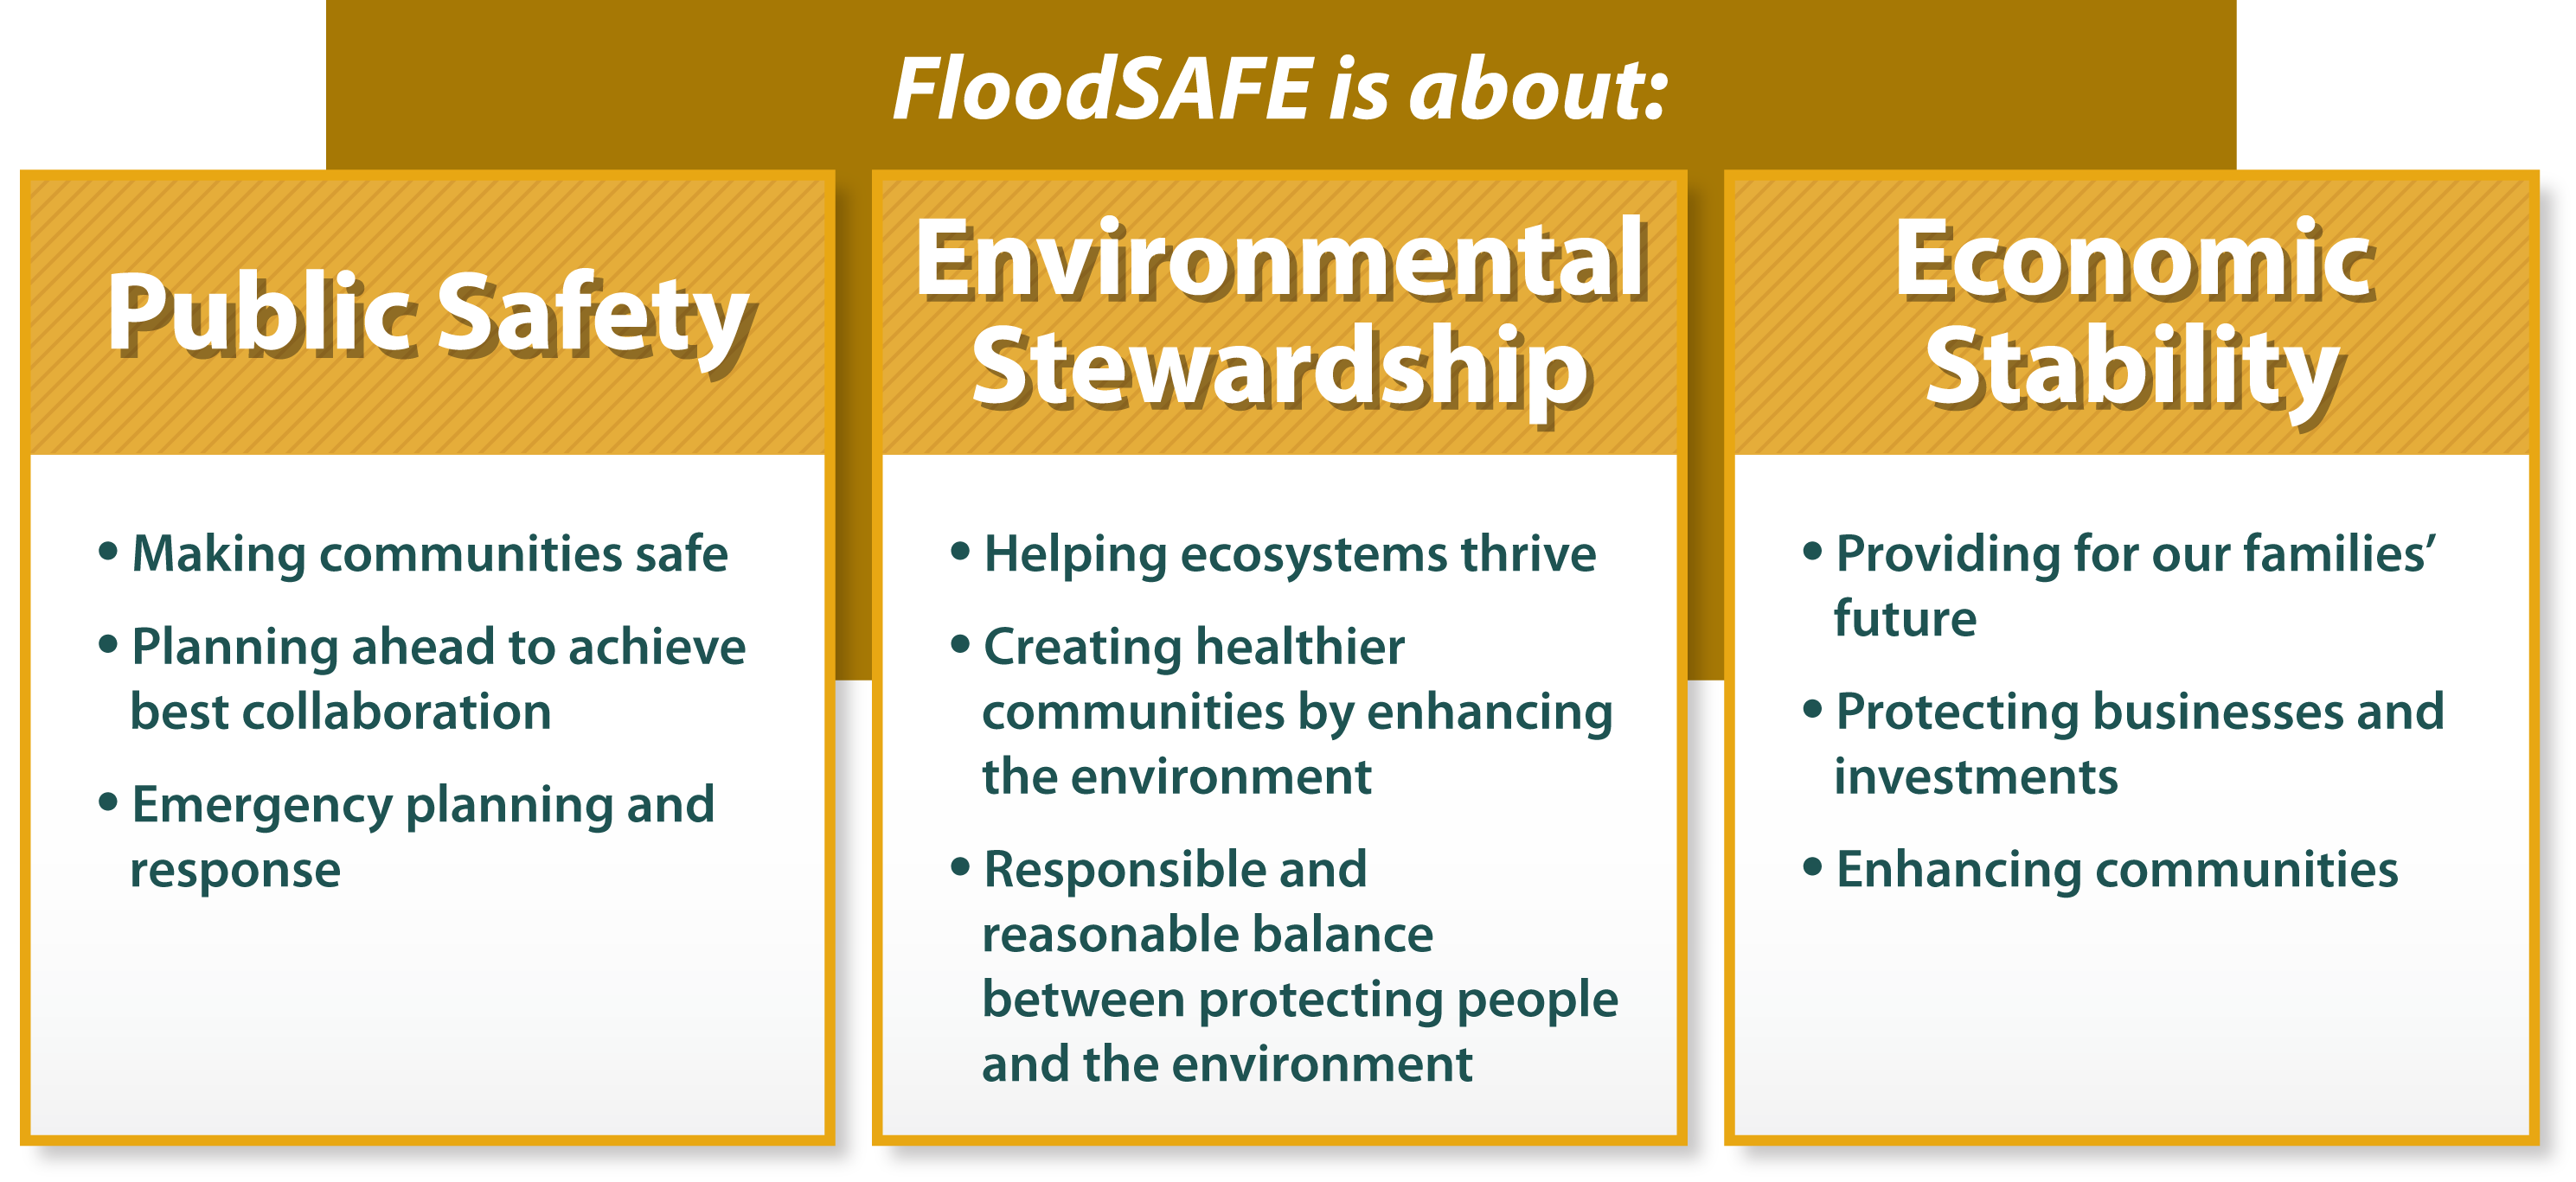 FloodSAFE is about:
Public Safety
• Making communities safe
• Planning ahead to achieve
best collaboration
• Emergency planning and
response
Environmental
Stewardship
• Helping ecosystems thrive
• Creating healthier
communities by enhancing
the environment
• Responsible and
reasonable balance
between protecting people
and the environment
Economic
Stability
• Providing for our families’
future
• Protecting businesses and
investments
• Enhancing communities